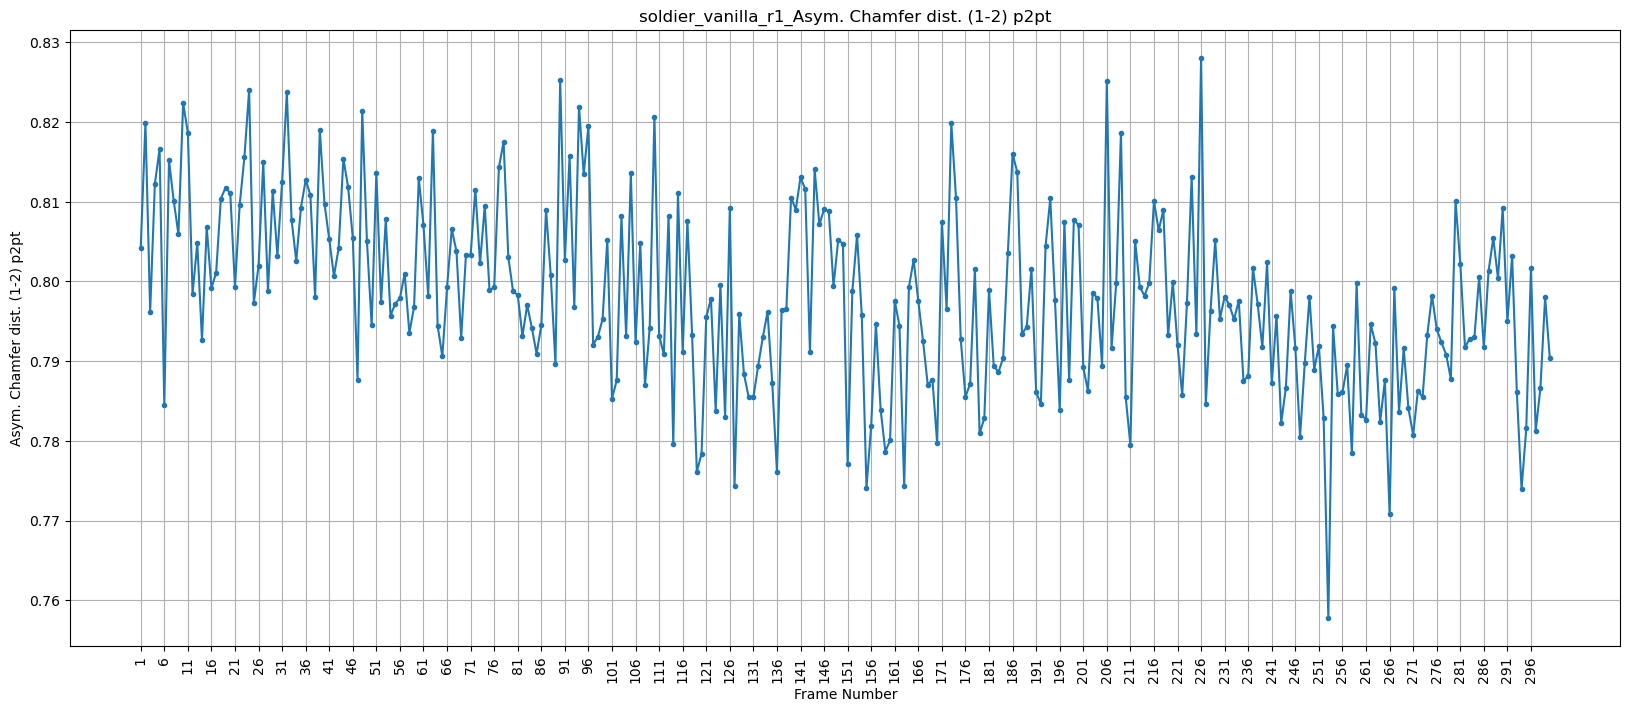 soldier_vanilla_r1_Asym. Chamfer dist. (1-2) p2pt
Asym. Chamfer dist. (1-2) p2pt
0.83
0.82
0.81
0.80
0.79
0.78
0.77
0.76
1 6 11 16 21 26 31 36 41 46 51 56 61 66 71 76 81 86 91 96 101 106 111 116 121 126 131 136 141 146 151 156 161 166 171 176 181 186 191 196 201 206 211 216 221 226 231 236 241 246 251 256 261 266 271 276 281 286 291 296
Frame Number